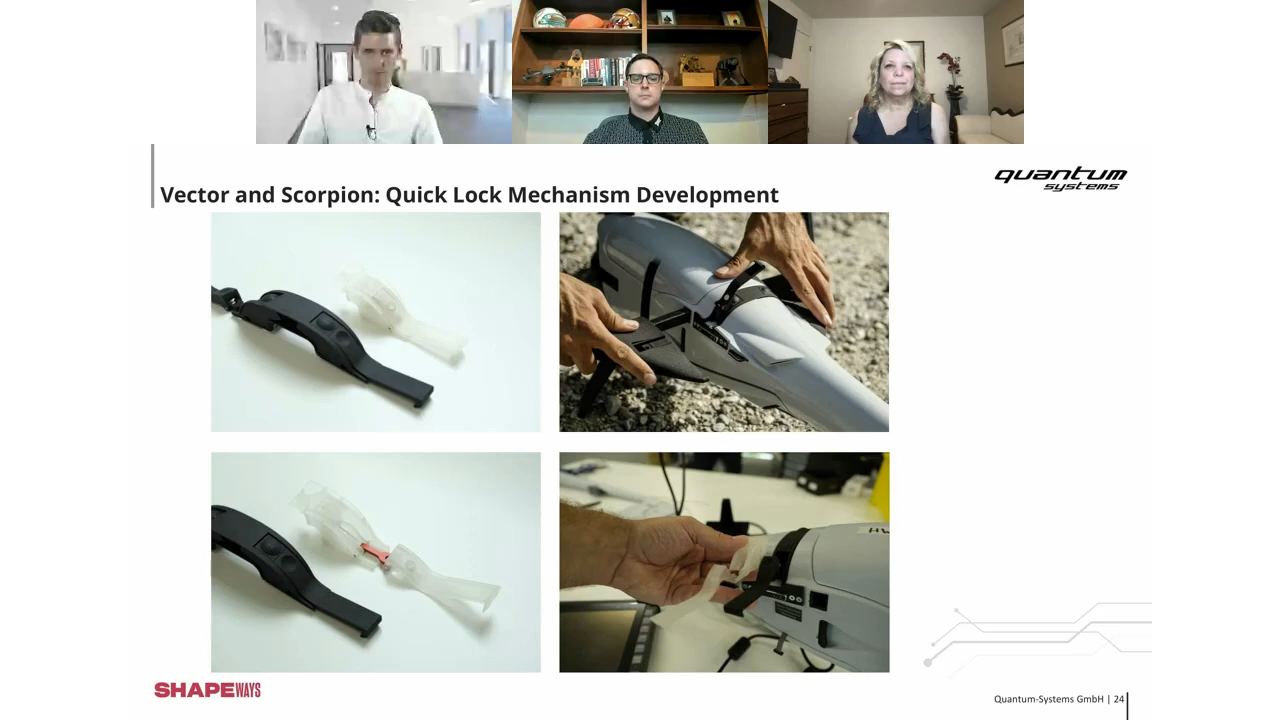 Vector and Scorpion: Quick Lock Mechanism Development
quantum
systems
SHAPEWAYS
Quantum-Systems GmbH | 24